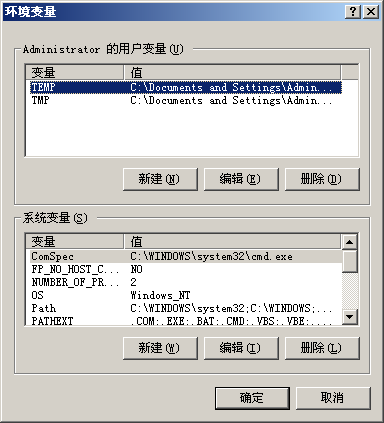 环境变量
Administrator 的用户变量(U)
变量 值
TEMP C:\Documents and Settings\Admin...
TMP C:\Documents and Settings\Admin...
新建(N) 编辑(E) 删除(D)
系统变量(S)
变量 值
ComSpec C:\WINDOWS\system32\cmd.exe
FP_NO_HOST_C... NO
NUMBER_OF_PR... 2
OS Windows_NT
Path C:\WINDOWS\system32;C:\WINDOWS;...
PATHEXT .COM;.EXE;.BAT;.CMD;.VBS;.VBE;....
新建(W) 编辑(I) 删除(L)
确定 取消